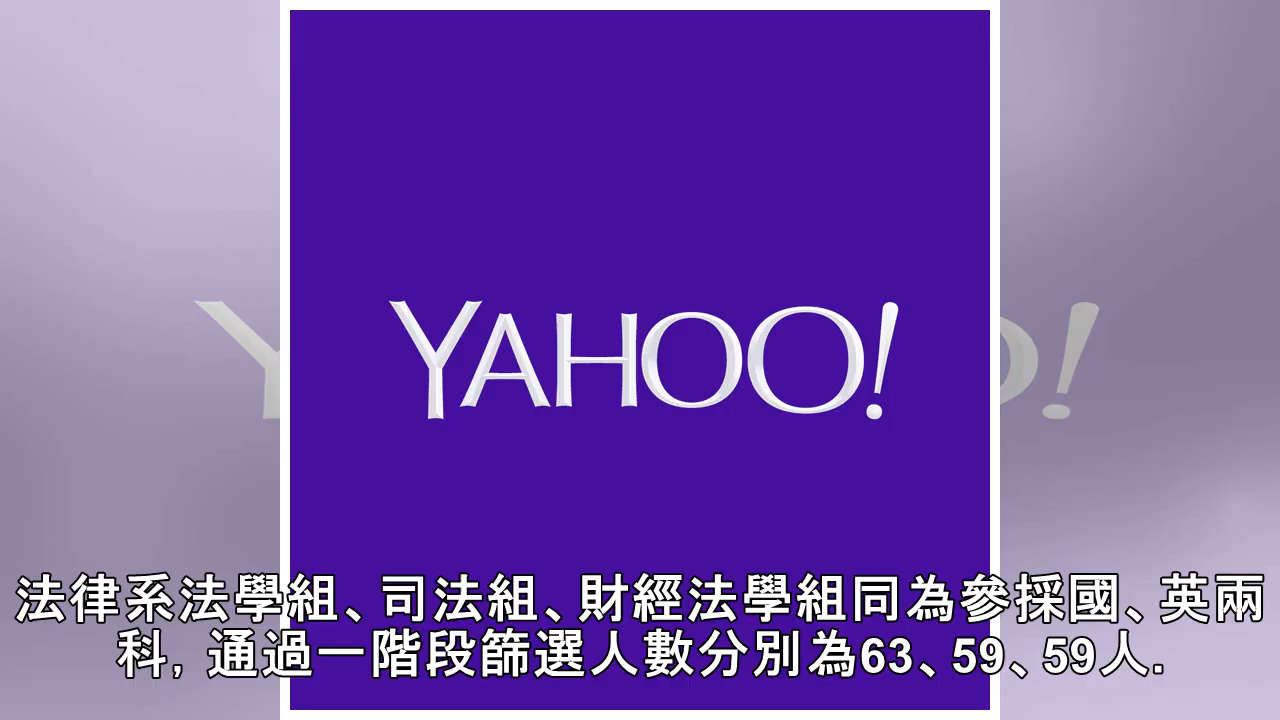 YAHOO!
法律系法學組、司法組、財經法學組同為參採國、英兩
科, 通過一階段篩選人數分別為63、59、59人.